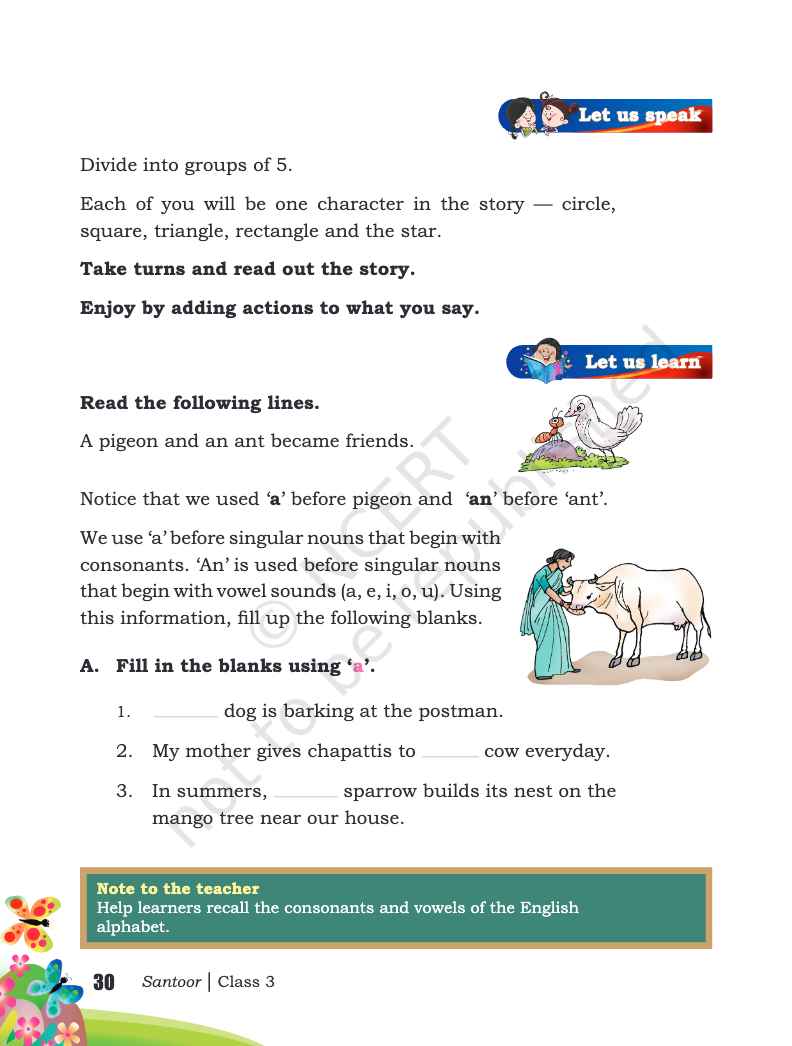 Let us speak
Divide into groups of 5.
Each of you will be one character in the story — circle,
square, triangle, rectangle and the star.
Take turns and read out the story.
Enjoy by adding actions to what you say.
Let us learn
Read the following lines.
A pigeon and an ant became friends.
Notice that we used ‘a’ before pigeon and ‘an’ before ‘ant’.
We use ‘a’ before singular nouns that begin with
consonants. ‘An’ is used before singular nouns
that begin with vowel sounds (a, e, i, o, u). Using
this information, fill up the following blanks.
A. Fill in the blanks using ‘a’.
1. ______ dog is barking at the postman.
2. My mother gives chapattis to ______ cow everyday.
3. In summers, ______ sparrow builds its nest on the
mango tree near our house.
Note to the teacher
Help learners recall the consonants and vowels of the English
alphabet.
30 Santoor | Class 3
© NCERT
not to be republished